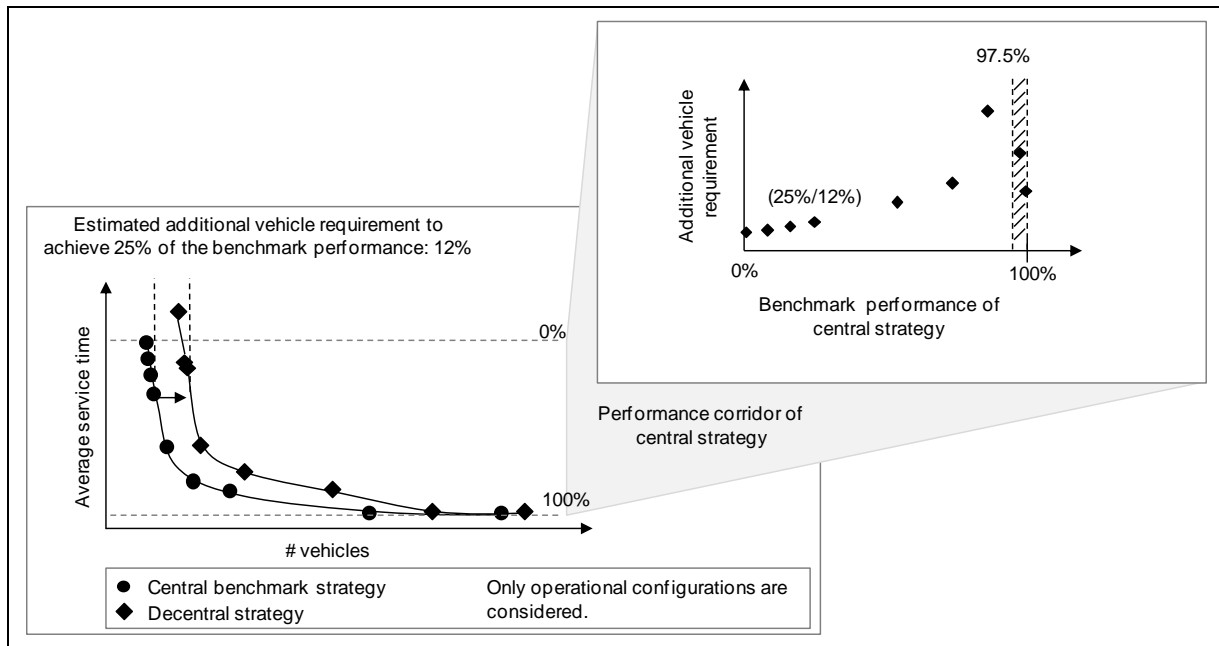 97.5%
Additional vehicle
requirement
(25%/12%)
0%
100%
Benchmark performance of
central strategy
Estimated additional vehicle requirement to
achieve 25% of the benchmark performance: 12%
Average service time
0%
100%
# vehicles
Performance corridor of
central strategy
Central benchmark strategy
Decentral strategy
Only operational configurations are
considered.